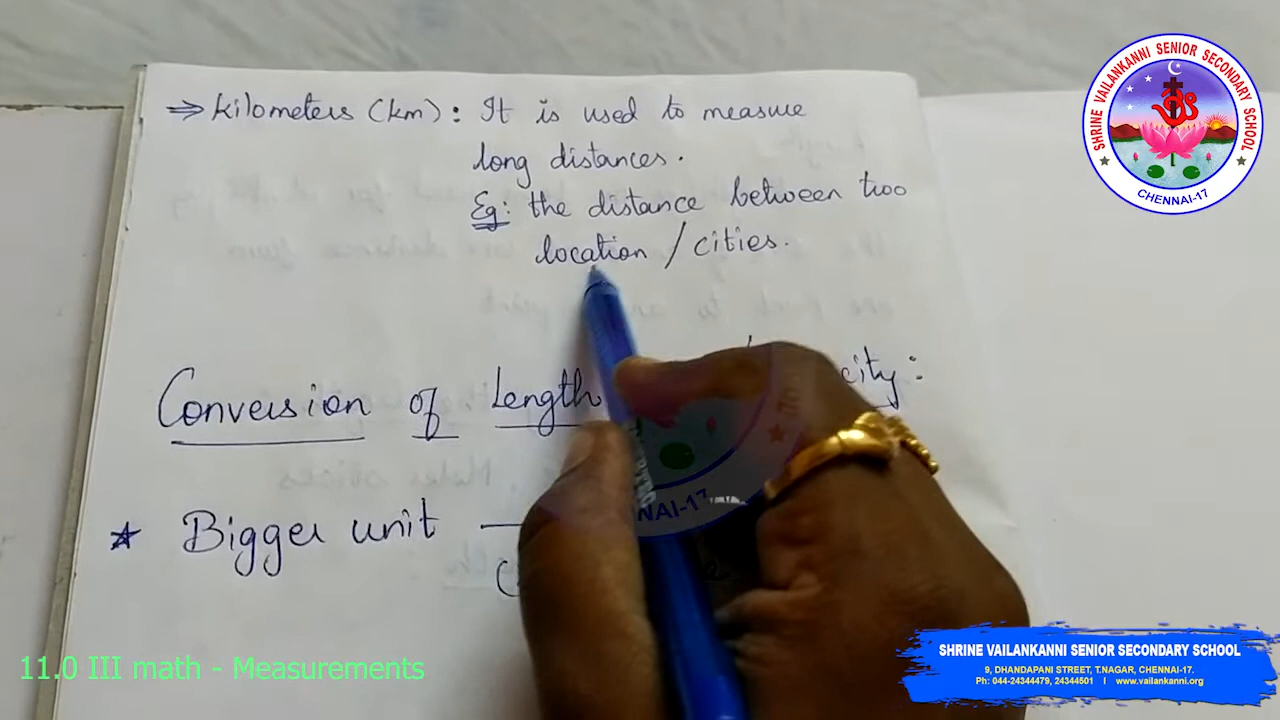 ⇒ Kilometers (km) : It is used to measure
long distances.
Eg: the distance between two
location / cities.
Conversion of Length
city :
★ Bigger unit
SHRINE VAILANKANNI SENIOR SECONDARY SCHOOL
CHENNAI-17
11.0 III math - Measurements
SHRINE VAILANKANNI SENIOR SECONDARY SCHOOL
9, DHANDAPANI STREET, T.NAGAR, CHENNAI-17.
Ph: 044-24344479, 24344501 I www.vailankanni.org